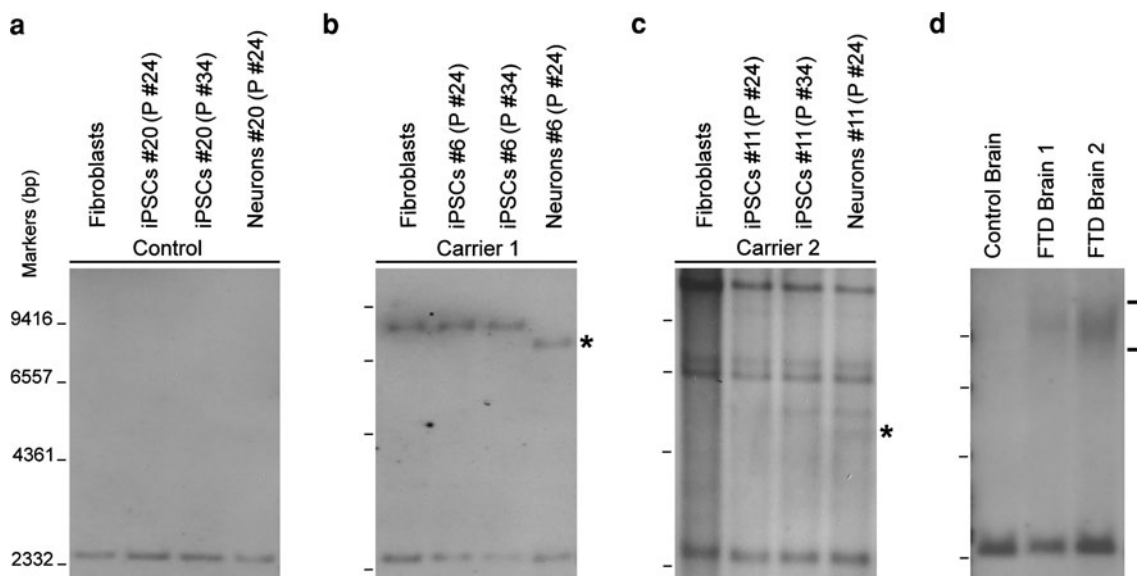 a
Markers (bp)
Fibroblasts
iPSCs #20 (P #24)
iPSCs #20 (P #34)
Neurons #20 (P #24)
Control
9416
6557
4361
2332
b
Fibroblasts
iPSCs #6 (P #24)
iPSCs #6 (P #34)
Neurons #6 (P #24)
Carrier 1
*
c
Fibroblasts
iPSCs #11 (P #24)
iPSCs #11 (P #34)
Neurons #11 (P #24)
Carrier 2
*
d
Control Brain
FTD Brain 1
FTD Brain 2